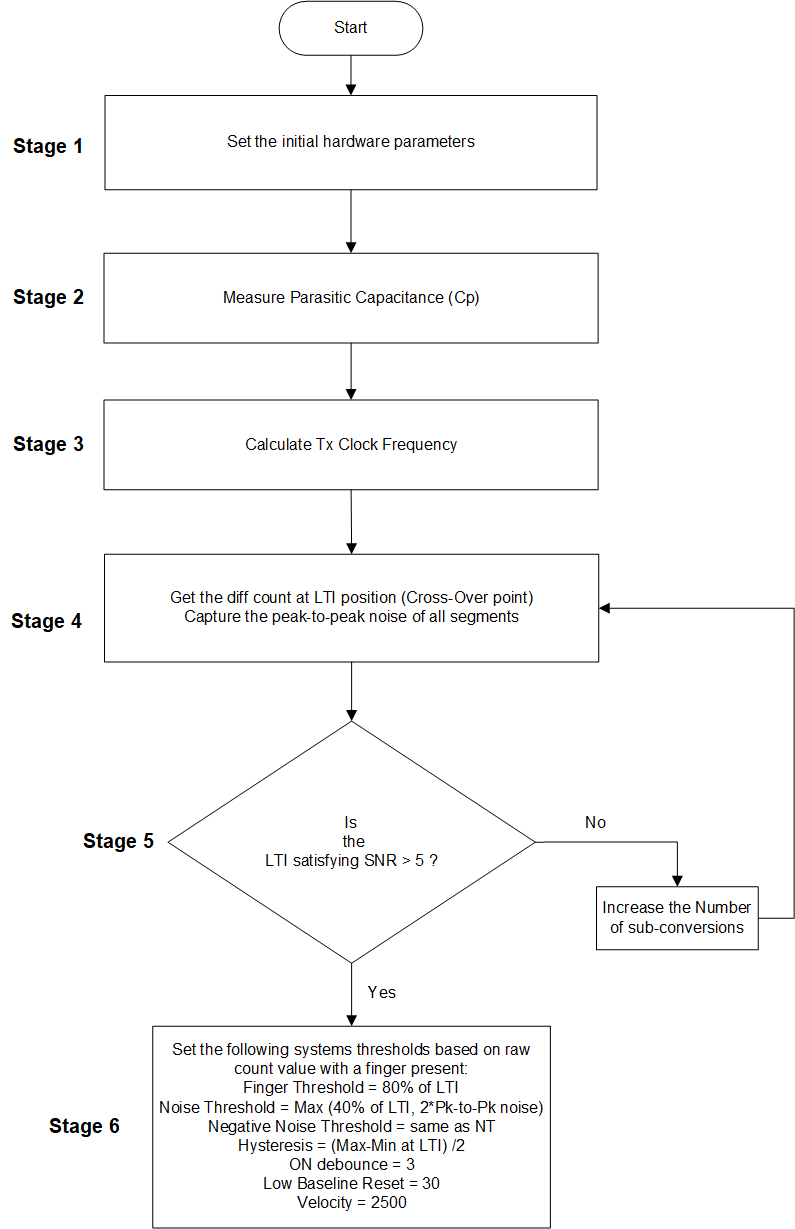 Start
Stage 1
Set the initial hardware parameters
Stage 2
Measure Parasitic Capacitance (Cp)
Stage 3
Calculate Tx Clock Frequency
Stage 4
Get the diff count at LTI position (Cross-Over point)
Capture the peak-to-peak noise of all segments
Stage 5
Is
the
LTI satisfying SNR > 5 ?
No
Increase the Number
of sub-conversions
Yes
Stage 6
Set the following systems thresholds based on raw
count value with a finger present:
Finger Threshold = 80% of LTI
Noise Threshold = Max (40% of LTI, 2*Pk-to-Pk noise)
Negative Noise Threshold = same as NT
Hysteresis = (Max-Min at LTI) /2
ON debounce = 3
Low Baseline Reset = 30
Velocity = 2500